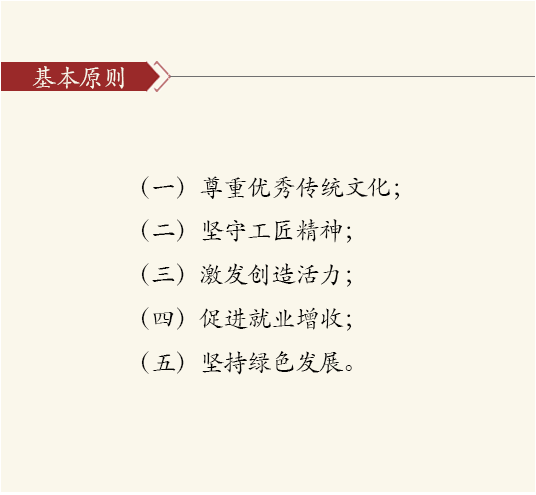 基本原则
（一）尊重优秀传统文化；
（二）坚守工匠精神；
（三）激发创造活力；
（四）促进就业增收；
（五）坚持绿色发展。